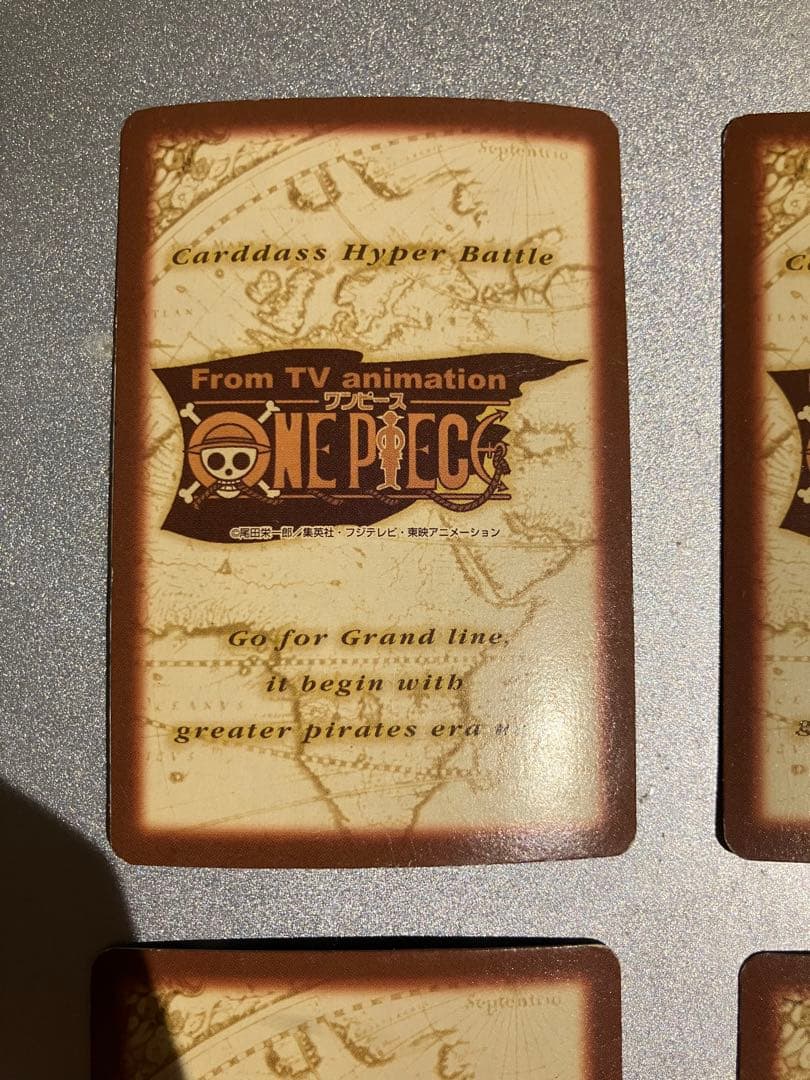 Septentrio
Carddass Hyper Battle
From TV animation
ワンピース
ONE PIECE
©尾田栄一郎/集英社・フジテレビ・東映アニメーション
Go for Grand line,
it begin with
greater pirates era
Septentrio